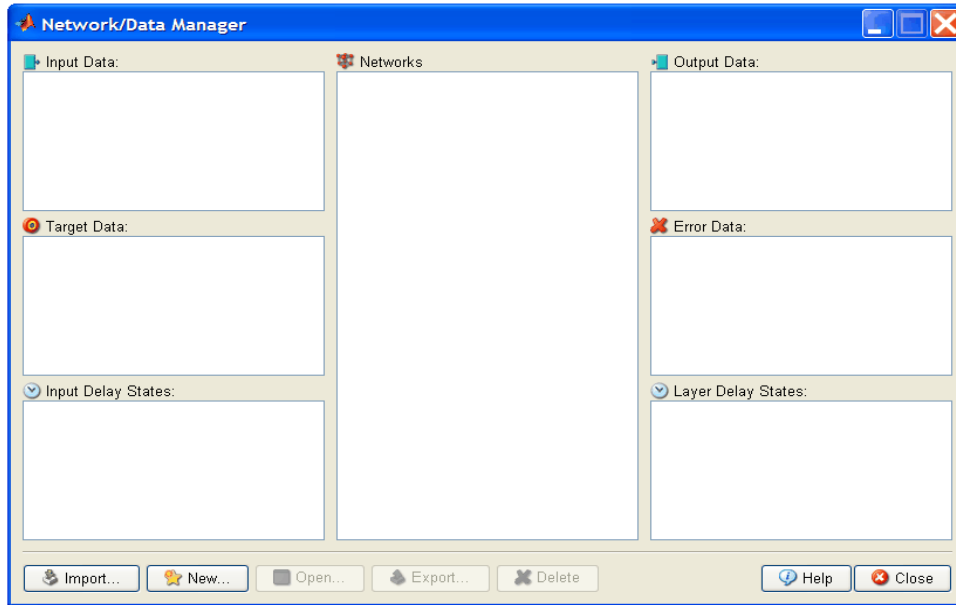 Network/Data Manager
Input Data:
Networks
Output Data:
Target Data:
Error Data:
Input Delay States:
Layer Delay States:
Import...
New...
Open...
Export...
Delete
Help
Close